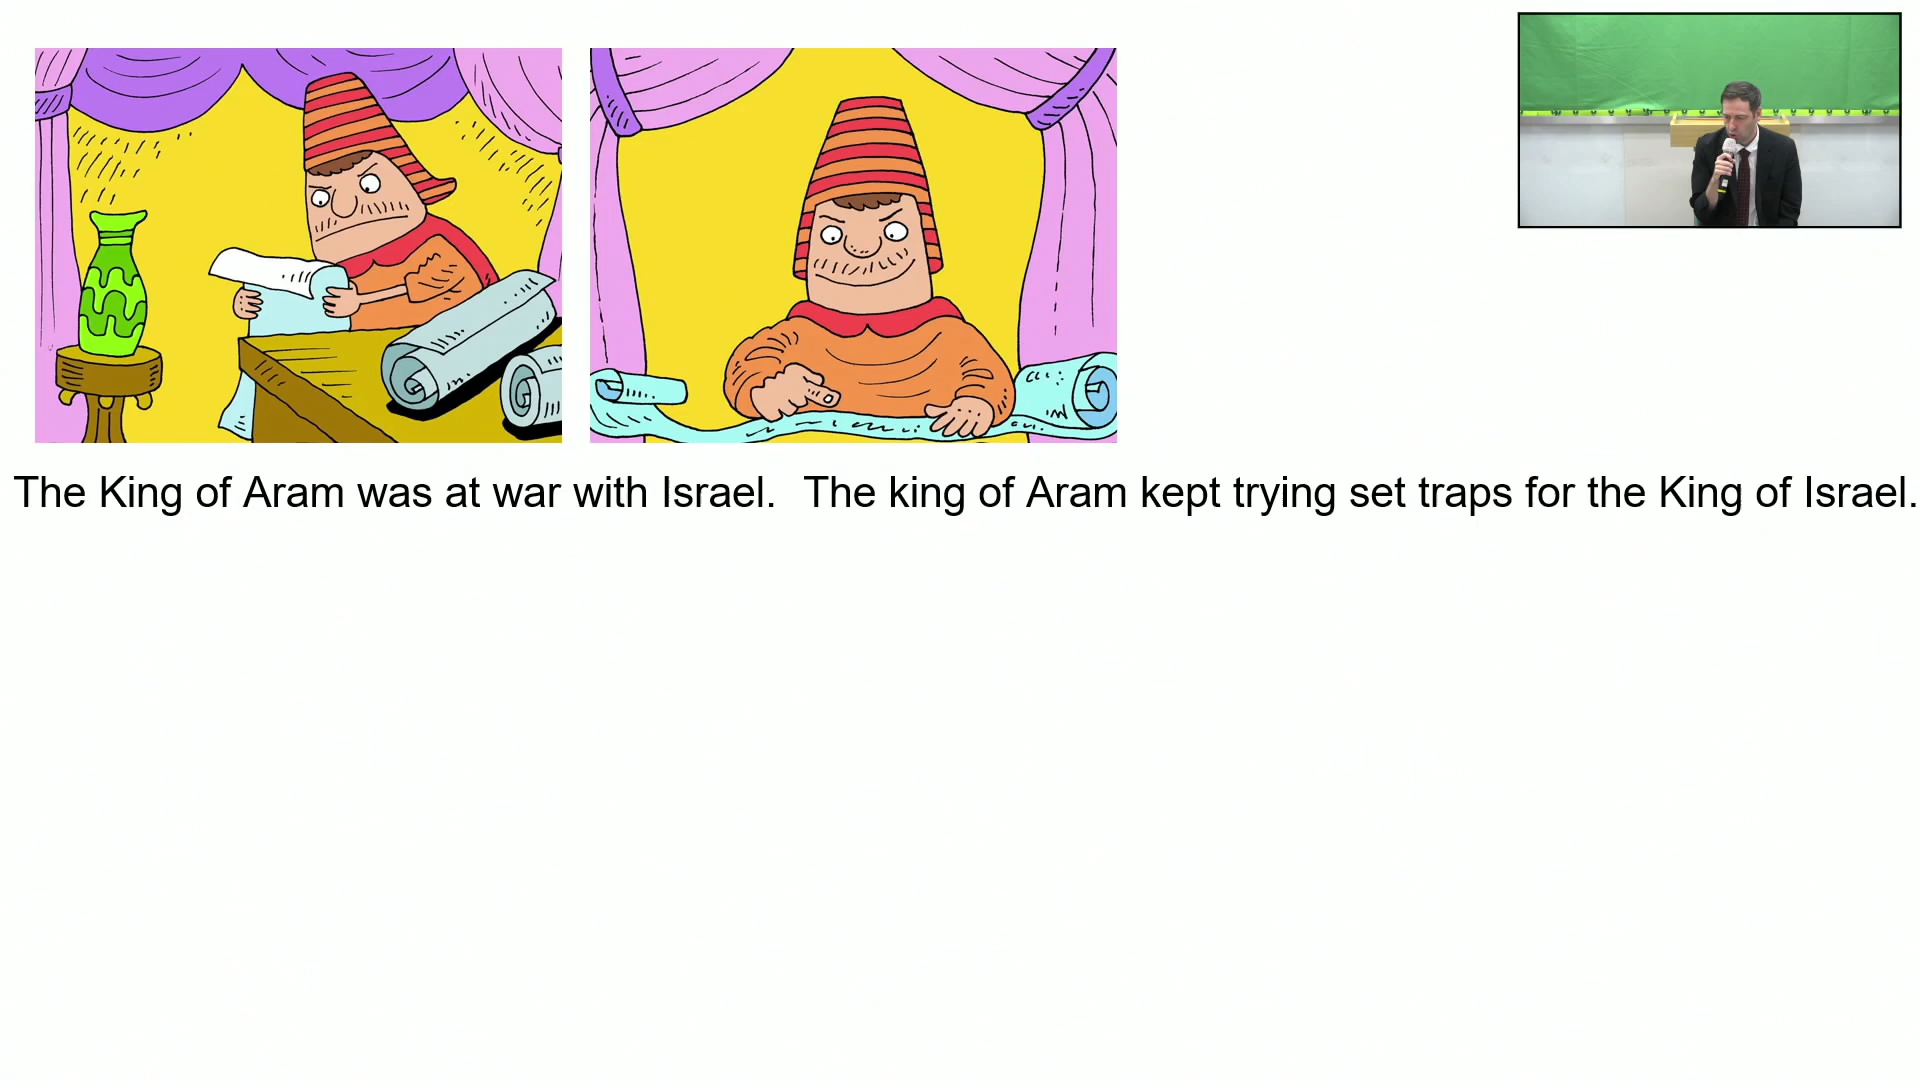 The King of Aram was at war with Israel.  The king of Aram kept trying set traps for the King of Israel.